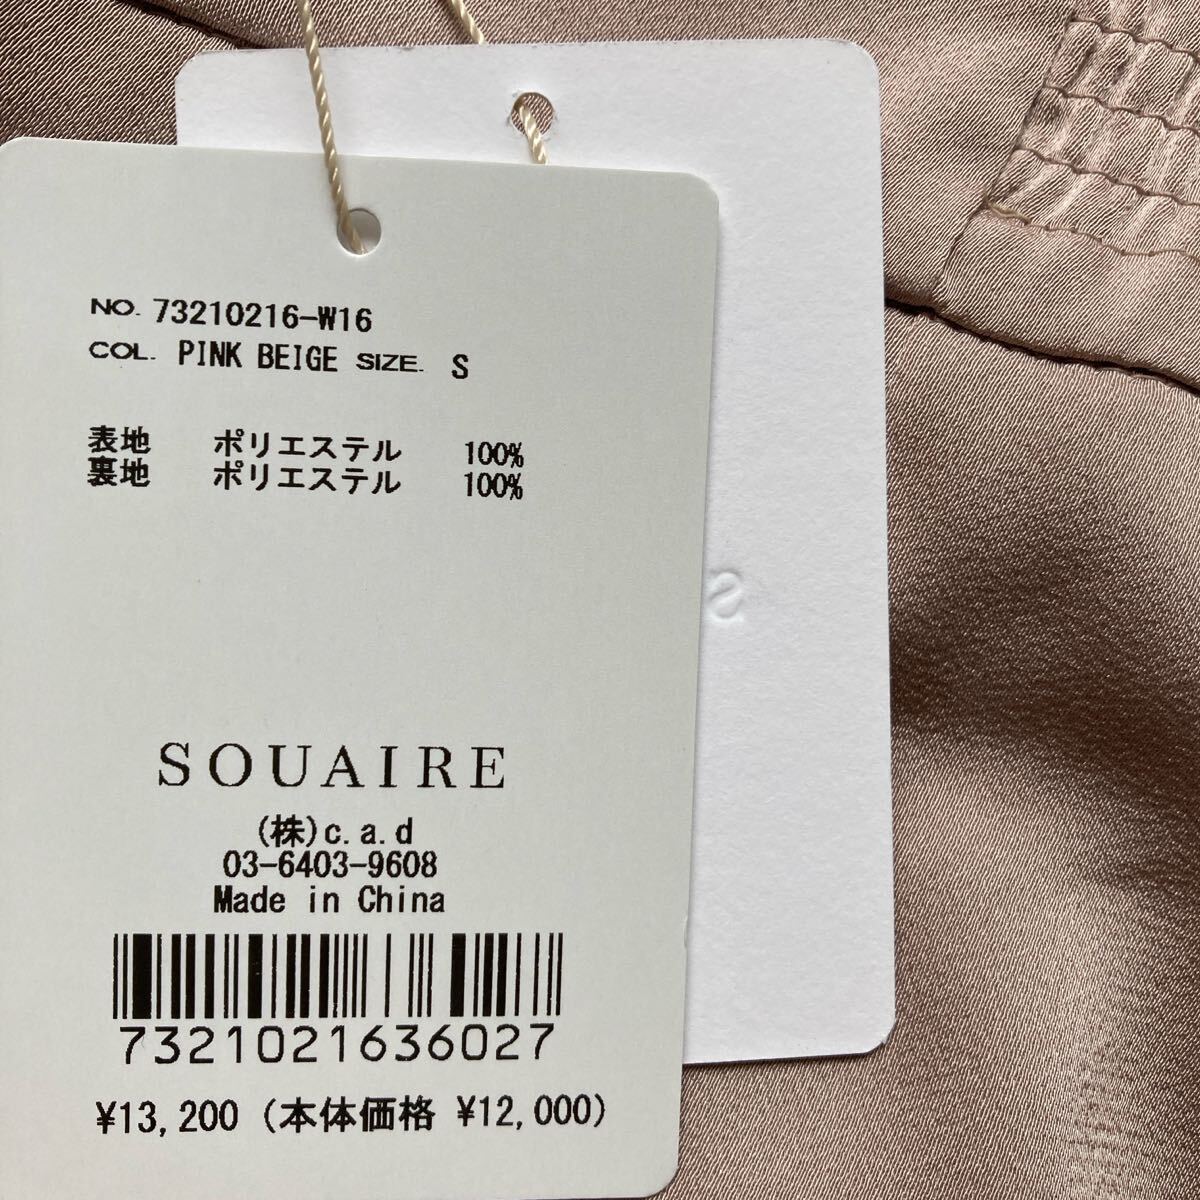 NO. 73210216-W16
COL. PINK BEIGE SIZE. S
表地 ポリエステル 100%
裏地 ポリエステル 100%
S
SOUAIRE
(株)c.a.d
03-6403-9608
Made in China
7321021636027
¥13,200 (本体価格 ¥12,000)